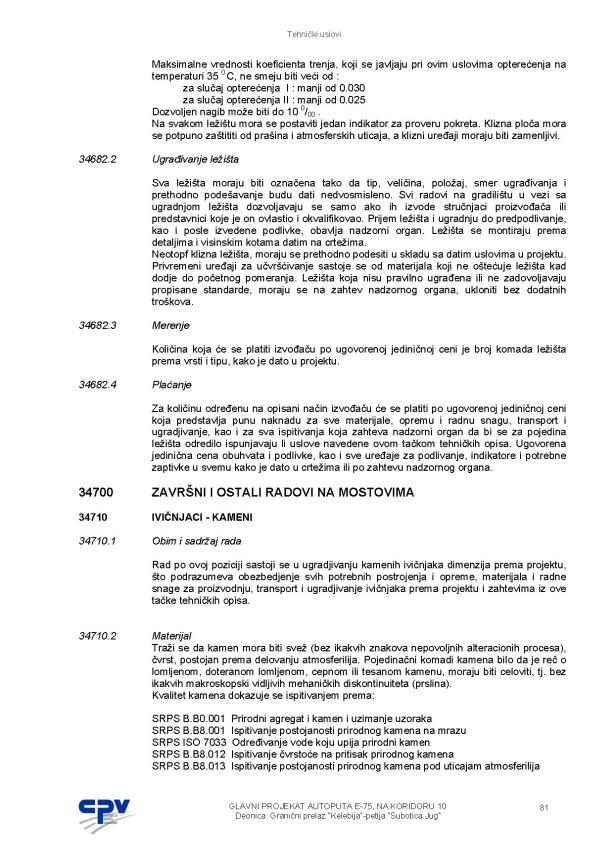 Tehnički uslovi
Maksimalne vrednosti koeficienta trenja, koji se javljaju pri ovim uslovima opterećenja na
temperaturi 35 ⁰C, ne smeju biti veći od :
za slučaj opterećenja I : manji od 0.030
za slučaj opterećenja II : manji od 0.025
Dozvoljen nagib može biti do 10 ⁰/₀₀ .
Na svakom ležištu mora se postaviti jedan indikator za proveru pokreta. Klizna ploča mora
se potpuno zaštititi od prašina i atmosferskih uticaja, a klizni uređaji moraju biti zamenljivi.
34682.2 Ugrađivanje ležišta
Sva ležišta moraju biti označena tako da tip, veličina, položaj, smer ugrađivanja i
prethodno podešavanje budu dati nedvosmisleno. Svi radovi na gradilištu u vezi sa
ugradnjom ležišta dozvoljavaju se samo ako ih izvode stručnjaci proizvođača ili
predstavnici koje je on ovlastio i okvalifikovao. Prijem ležišta i ugradnju do predpodlivanje,
kao i posle izvedene podlivke, obavlja nadzorni organ. Ležišta se montiraju prema
detaljima i visinskim kotama datim na crtežima.
Neotopf klizna ležišta, moraju se prethodno podesiti u skladu sa datim uslovima u projektu.
Privremeni uređaji za učvršćivanje sastoje se od materijala koji ne oštećuje ležišta kad
dodje do početnog pomeranja. Ležišta koja nisu pravilno ugrađena ili ne zadovoljavaju
propisane standarde, moraju se na zahtev nadzornog organa, ukloniti bez dodatnih
troškova.
34682.3 Merenje
Količina koja će se platiti izvođaču po ugovorenoj jediničnoj ceni je broj komada ležišta
prema vrsti i tipu, kako je dato u projektu.
34682.4 Plaćanje
Za količinu određenu na opisani način izvođaču će se platiti po ugovorenoj jediničnoj ceni
koja predstavlja punu naknadu za sve materijale, opremu i radnu snagu, transport i
ugradjivanje, kao i za sva ispitivanja koja zahteva nadzorni organ da bi se za pojedina
ležišta odredilo ispunjavaju li uslove navedene ovom tačkom tehničkih opisa. Ugovorena
jedinična cena obuhvata i podlivke, kao i sve uređaje za podlivanje, indikatore i potrebne
zaptivke u svemu kako je dato u crtežima ili po zahtevu nadzornog organa.
34700 ZAVRŠNI I OSTALI RADOVI NA MOSTOVIMA
34710 IVIČNJACI - KAMENI
34710.1 Obim i sadržaj rada
Rad po ovoj poziciji sastoji se u ugradjivanju kamenih ivičnjaka dimenzija prema projektu,
što podrazumeva obezbedjenje svih potrebnih postrojenja i opreme, materijala i radne
snage za proizvodnju, transport i ugradjivanje ivičnjaka prema projektu i zahtevima iz ove
tačke tehničkih opisa.
34710.2 Materijal
Traži se da kamen mora biti svež (bez ikakvih znakova nepovoljnih alteracionih procesa),
čvrst, postojan prema delovanju atmosferilija. Pojedinačni komadi kamena bilo da je reč o
lomljenom, doteranom lomljenom, cepnom ili tesanom kamenu, moraju biti celoviti, tj. bez
ikakvih makroskopski vidljivih mehaničkih diskontinuiteta (prslina).
Kvalitet kamena dokazuje se ispitivanjem prema:
SRPS B.B0.001 Prirodni agregat i kamen i uzimanje uzoraka
SRPS B.B8.001 Ispitivanje postojanosti prirodnog kamena na mrazu
SRPS ISO 7033 Određivanje vode koju upija prirodni kamen
SRPS B.B8.012 Ispitivanje čvrstoće na pritisak prirodnog kamena
SRPS B.B8.013 Ispitivanje postojanosti prirodnog kamena pod uticajam atmosferilija
CPV
GLAVNI PROJEKAT AUTOPUTA E-75, NA KORIDORU 10
Deonica: Granični prelaz "Kelebija"-petlja "Subotica Jug"
81